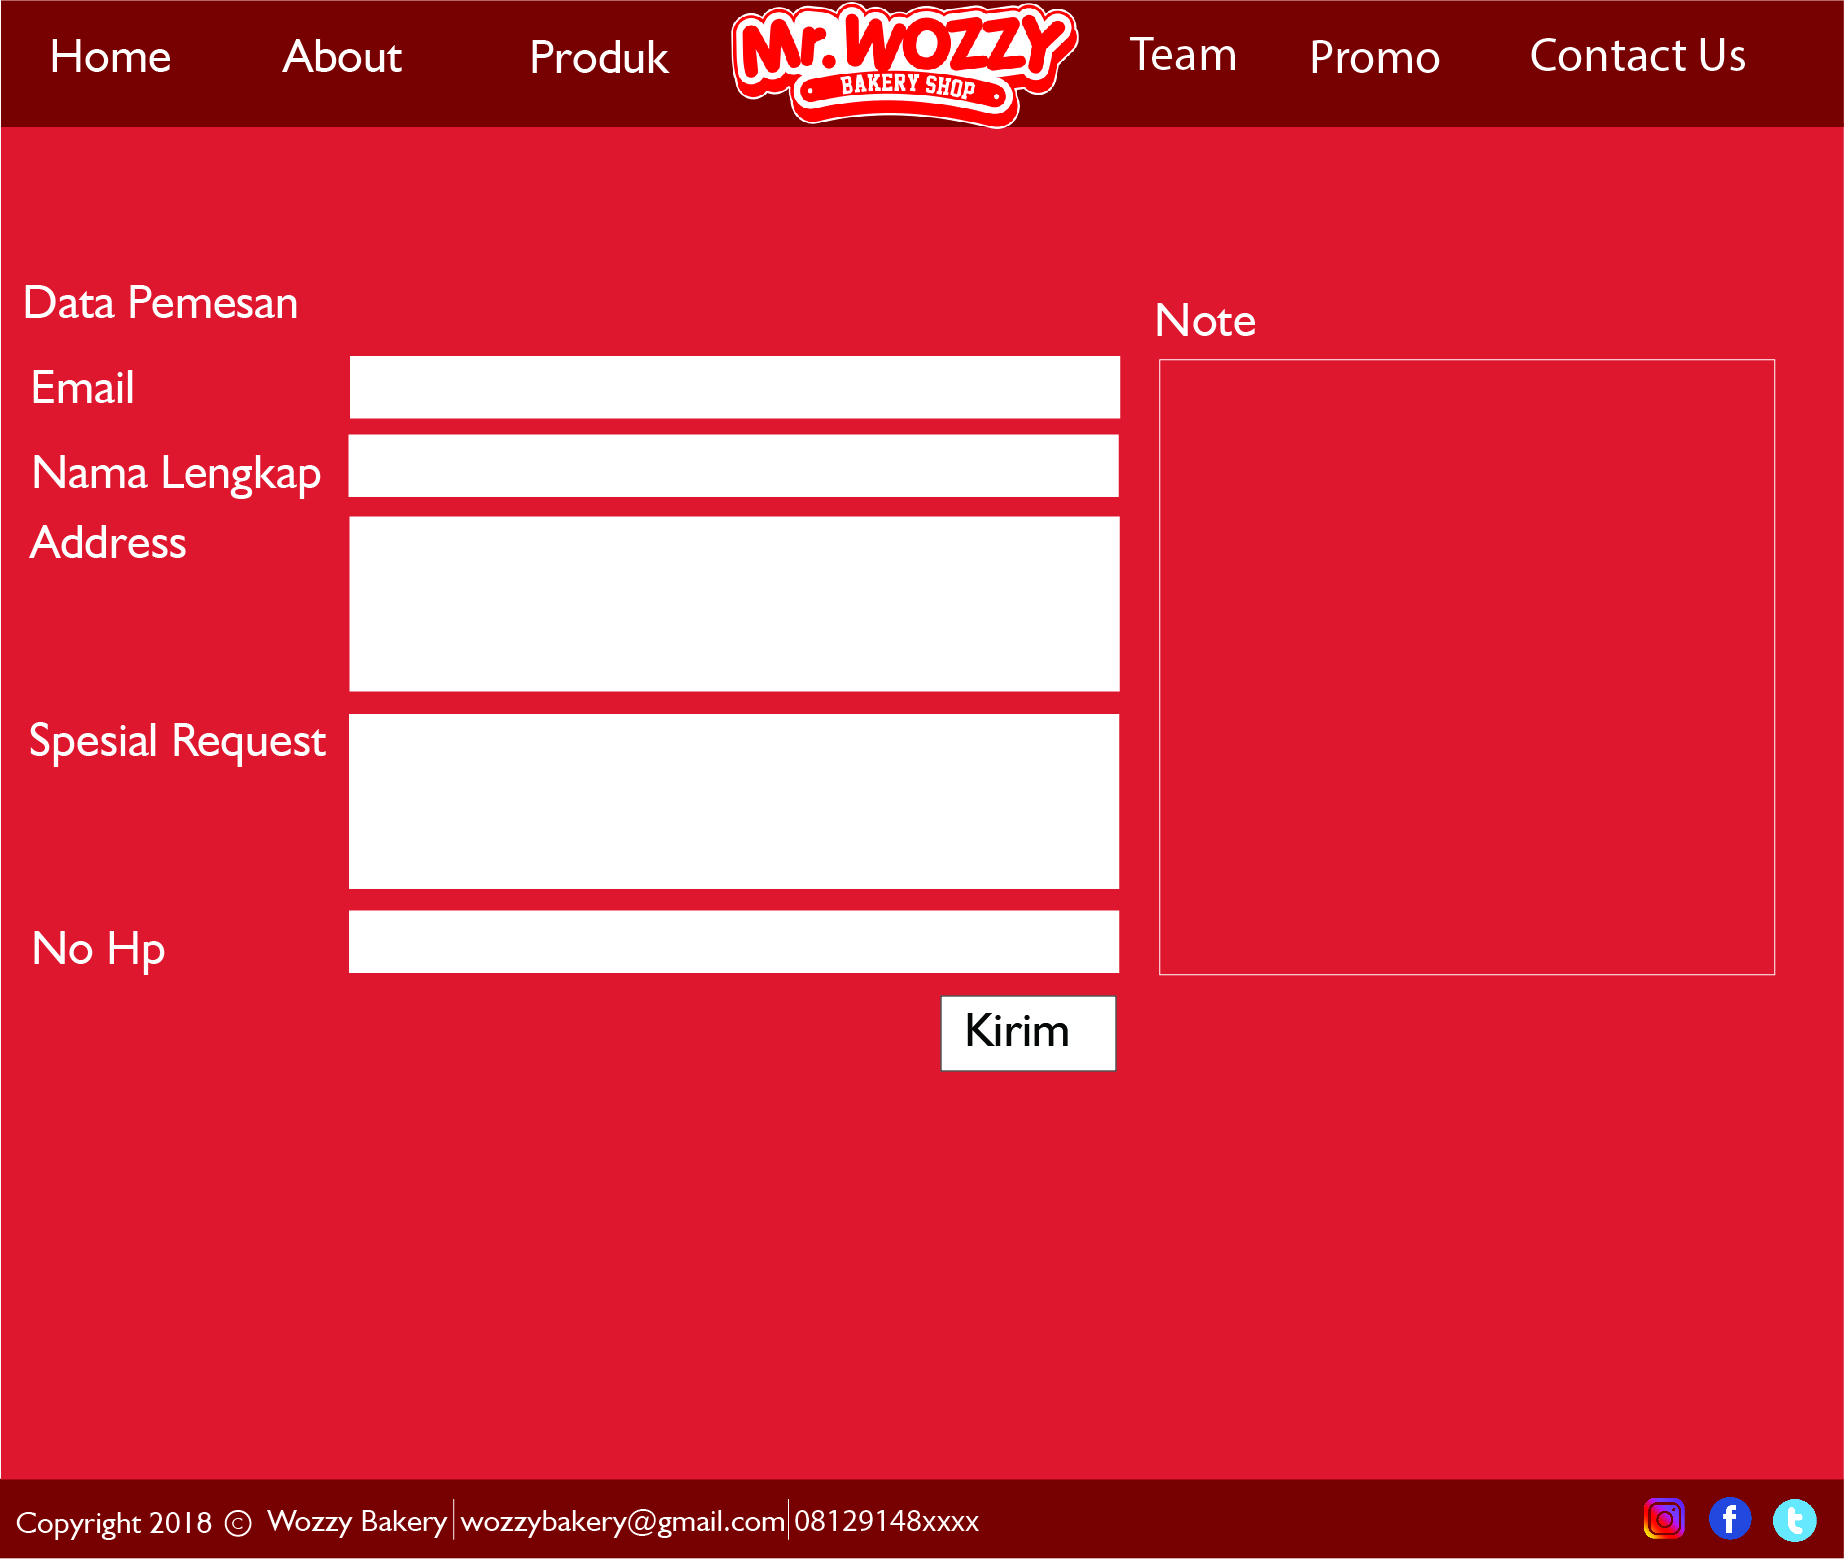 Home About Produk Mr. WOZZY Team Promo Contact Us
BAKERY SHOP
Data Pemesan
Note
Email
Nama Lengkap
Address
Spesial Request
No Hp
Kirim
Copyright 2018 © Wozzy Bakery wozzybakery@gmail.com 08129148xxxx